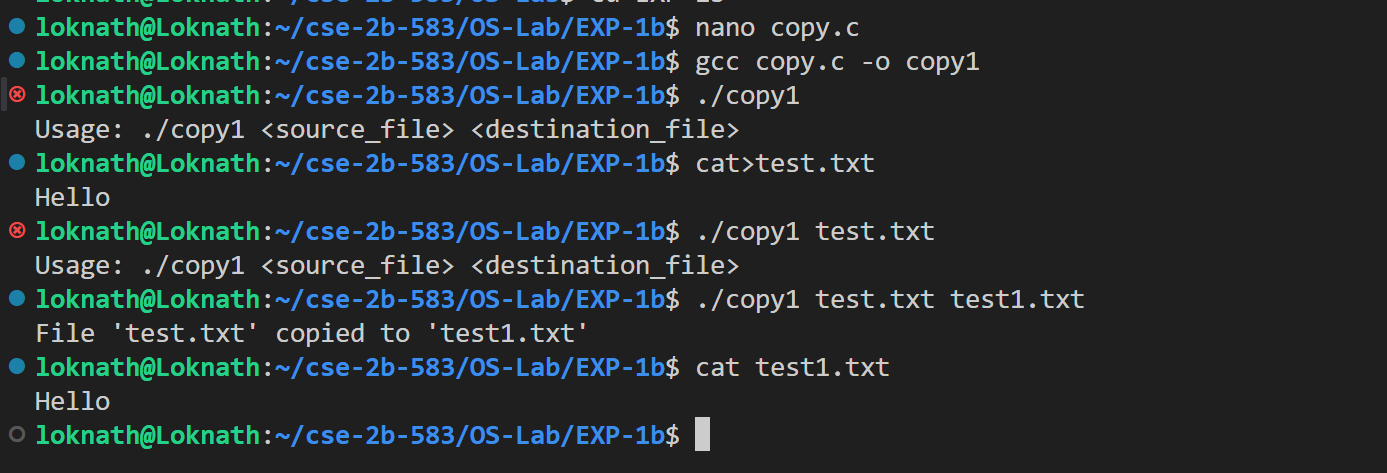 loknath@Loknath:~/cse-2b-583/OS-Lab/EXP-1b$ nano copy.c
loknath@Loknath:~/cse-2b-583/OS-Lab/EXP-1b$ gcc copy.c -o copy1
loknath@Loknath:~/cse-2b-583/OS-Lab/EXP-1b$ ./copy1
Usage: ./copy1 <source_file> <destination_file>
loknath@Loknath:~/cse-2b-583/OS-Lab/EXP-1b$ cat>test.txt
Hello
loknath@Loknath:~/cse-2b-583/OS-Lab/EXP-1b$ ./copy1 test.txt
Usage: ./copy1 <source_file> <destination_file>
loknath@Loknath:~/cse-2b-583/OS-Lab/EXP-1b$ ./copy1 test.txt test1.txt
File 'test.txt' copied to 'test1.txt'
loknath@Loknath:~/cse-2b-583/OS-Lab/EXP-1b$ cat test1.txt
Hello
loknath@Loknath:~/cse-2b-583/OS-Lab/EXP-1b$